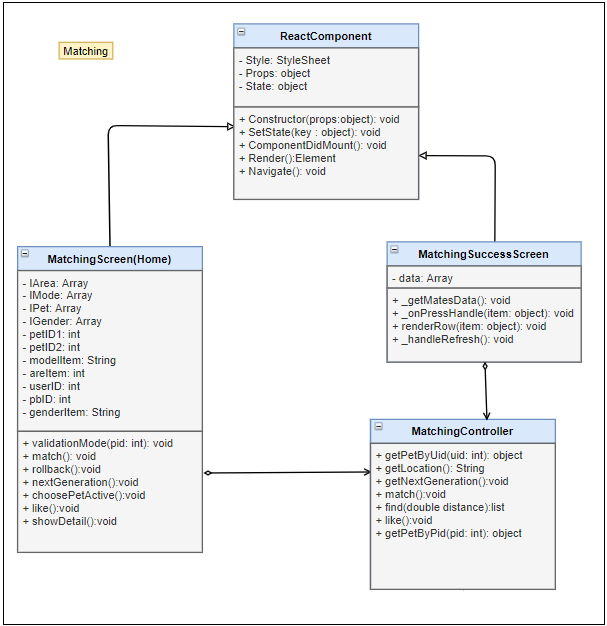 Matching
ReactComponent
- Style: StyleSheet
- Props: object
- State: object
+ Constructor(props:object): void
+ SetState(key : object): void
+ ComponentDidMount(): void
+ Render():Element
+ Navigate(): void
MatchingScreen(Home)
- lArea: Array
- lMode: Array
- lPet: Array
- lGender: Array
- petID1: int
- petID2: int
- modelItem: String
- areItem: int
- userID: int
- pbID: int
- genderItem: String
+ validationMode(pid: int): void
+ match(): void
+ rollback():void
+ nextGeneration():void
+ choosePetActive():void
+ like():void
+ showDetail():void
MatchingSuccessScreen
- data: Array
+ _getMatesData(): void
+ _onPressHandle(item: object): void
+ renderRow(item: object): void
+ _handleRefresh(): void
MatchingController
+ getPetByUid(uid: int): object
+ getLocation(): String
+ getNextGeneration():void
+ match():void
+ find(double distance):list
+ like():void
+ getPetByPid(pid: int): object